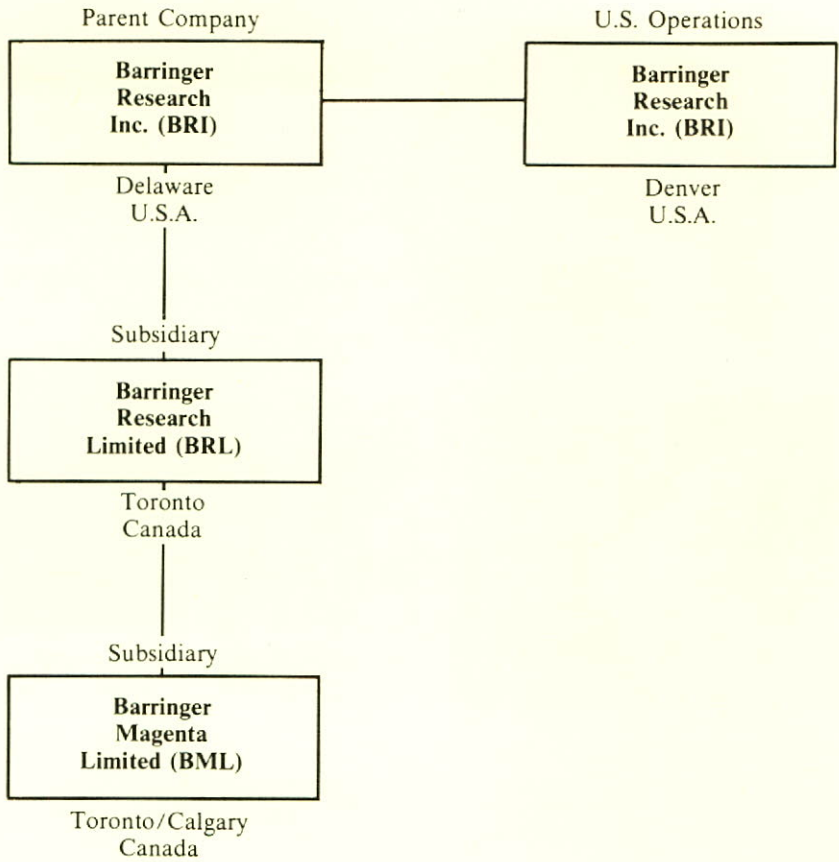 Parent Company
Barringer
Research
Inc. (BRI)
Delaware
U.S.A.
U.S. Operations
Barringer
Research
Inc. (BRI)
Denver
U.S.A.
Subsidiary
Barringer
Research
Limited (BRL)
Toronto
Canada
Subsidiary
Barringer
Magenta
Limited (BML)
Toronto/Calgary
Canada